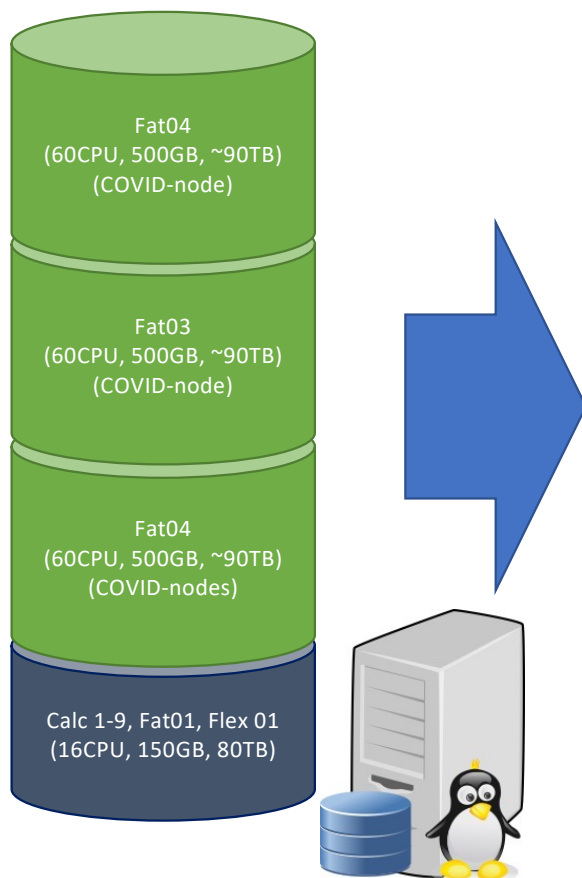 Fat04
(60CPU, 500GB, ~90TB)
(COVID-node)
Fat03
(60CPU, 500GB, ~90TB)
(COVID-node)
Fat04
(60CPU, 500GB, ~90TB)
(COVID-nodes)
Calc 1-9, Fat01, Flex 01
(16CPU, 150GB, 80TB)